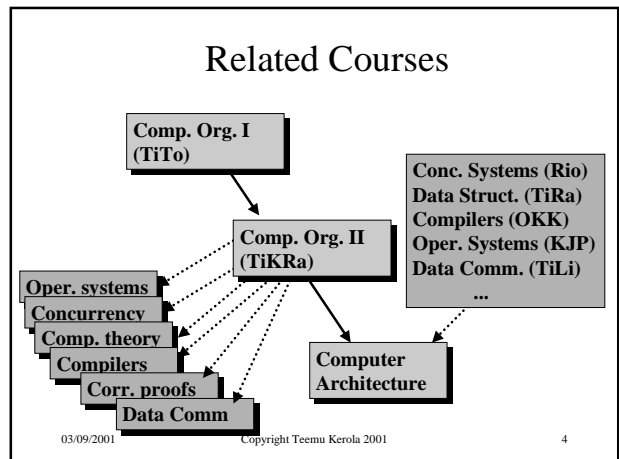 Related Courses
Comp. Org. I
(TiTo)
Conc. Systems (Rio)
Data Struct. (TiRa)
Compilers (OKK)
Oper. Systems (KJP)
Data Comm. (TiLi)
...
Comp. Org. II
(TiKRa)
Oper. systems
Concurrency
Comp. theory
Compilers
Corr. proofs
Data Comm
Computer
Architecture
03/09/2001
Copyright Teemu Kerola 2001
4